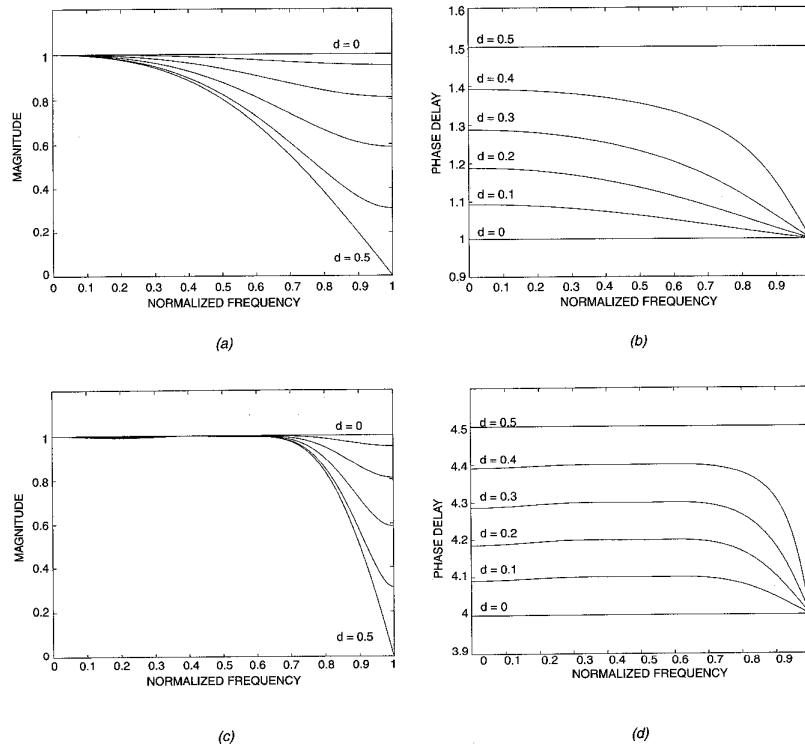 d = 0
1
0.8
0.6
0.4
0.2
0
d = 0.5
0 0.1 0.2 0.3 0.4 0.5 0.6 0.7 0.8 0.9 1
MAGNITUDE
NORMALIZED FREQUENCY
(a)
1.6
1.5
1.4
1.3
1.2
1.1
1
0.9
d = 0.5
d = 0.4
d = 0.3
d = 0.2
d = 0.1
d = 0
0 0.1 0.2 0.3 0.4 0.5 0.6 0.7 0.8 0.9
PHASE DELAY
NORMALIZED FREQUENCY
(b)
d = 0
1
0.8
0.6
0.4
0.2
0
d = 0.5
0 0.1 0.2 0.3 0.4 0.5 0.6 0.7 0.8 0.9 1
MAGNITUDE
NORMALIZED FREQUENCY
(c)
4.5
4.4
4.3
4.2
4.1
4
3.9
d = 0.5
d = 0.4
d = 0.3
d = 0.2
d = 0.1
d = 0
0 0.1 0.2 0.3 0.4 0.5 0.6 0.7 0.8 0.9
PHASE DELAY
NORMALIZED FREQUENCY
(d)